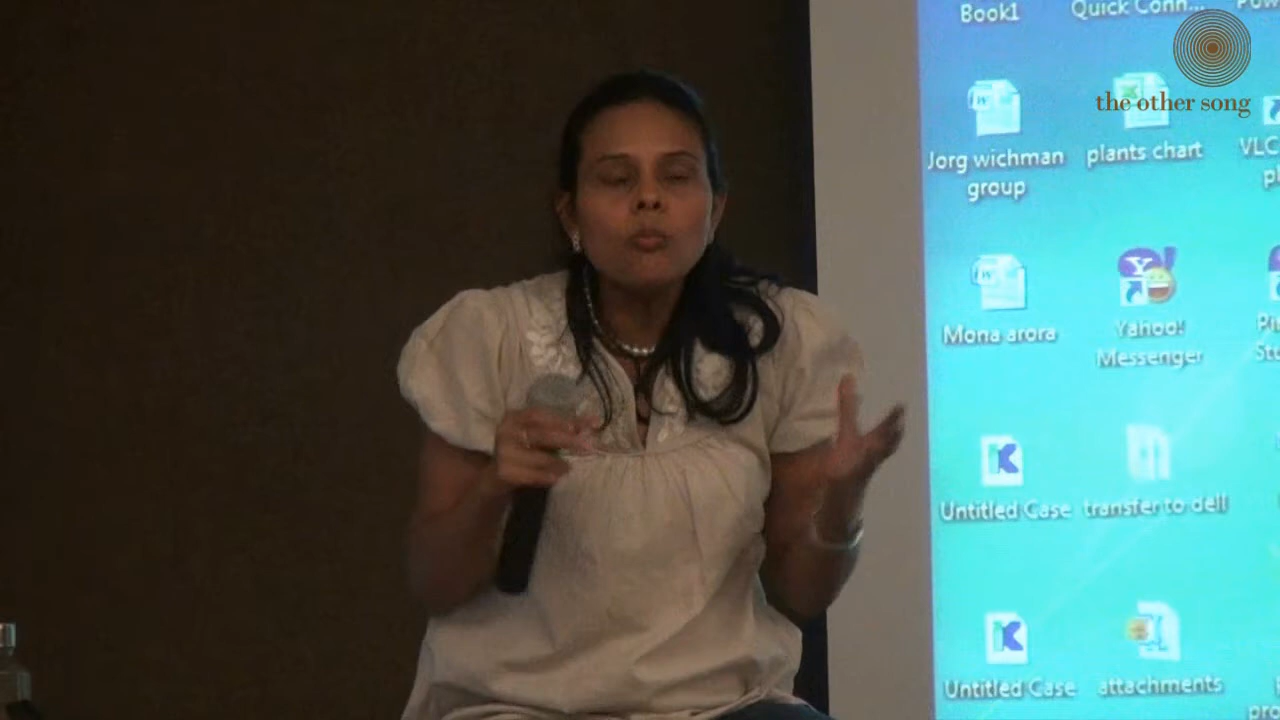 Book1
Quick Conn...
the other song
Jorg wichman
group
plants chart
VLC
Mona arora
Yahoo!
Messenger
Untitled Case
transfer to dell
Untitled Case
attachments